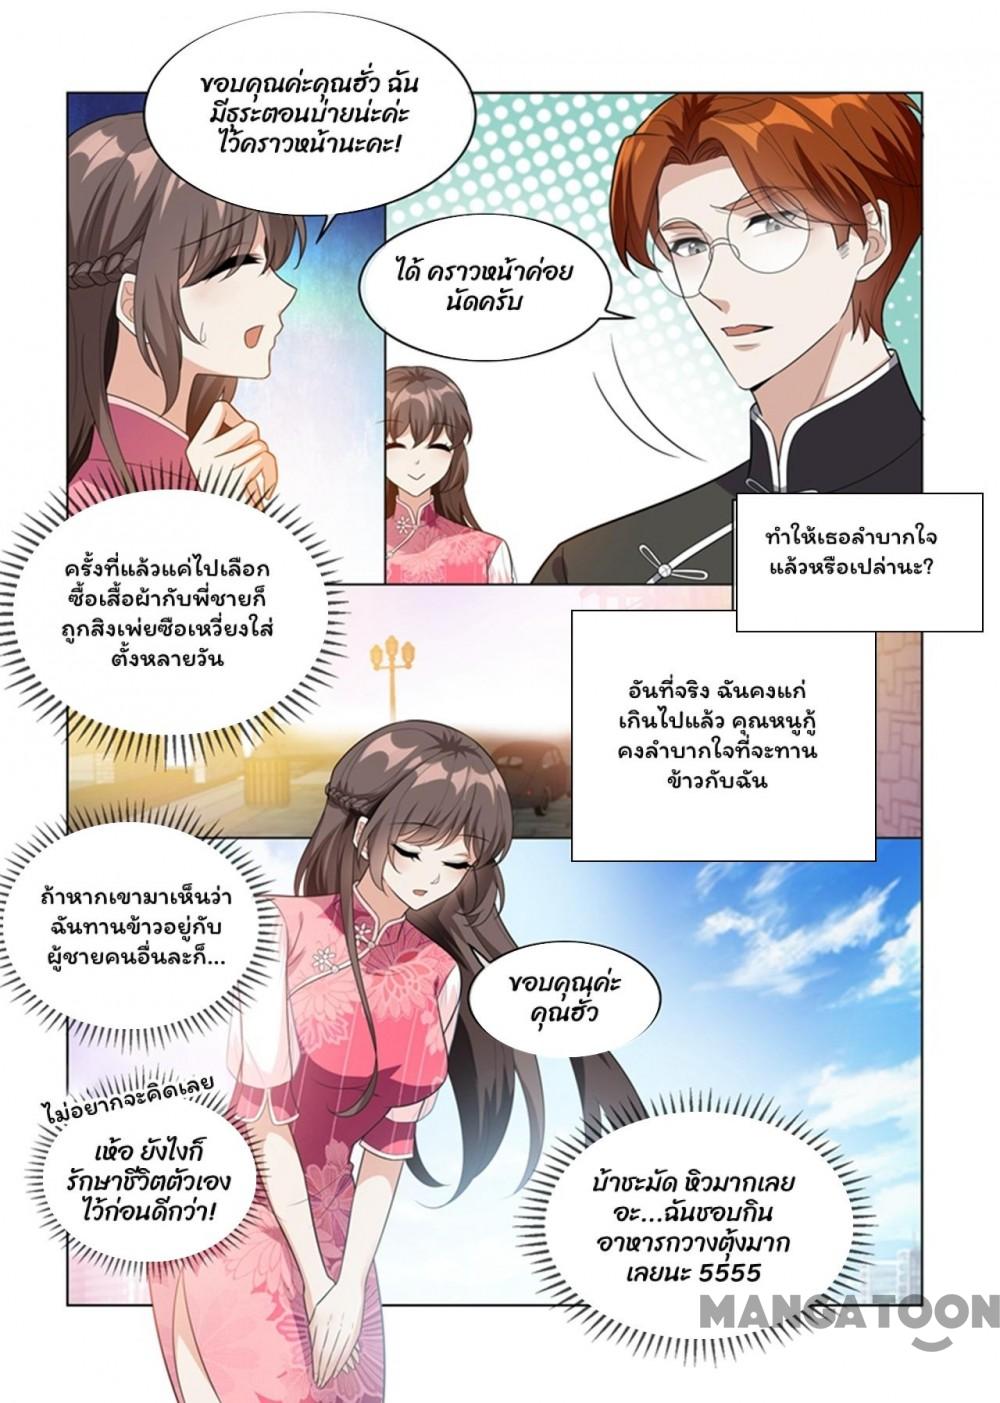 ขอบคุณค่ะคุณฮั่ว ฉัน
มีธุระตอนบ่ายน่ะค่ะ
ไว้คราวหน้านะคะ!
ได้ คราวหน้าค่อย
นัดครับ
ทำให้เธอลำบากใจ
แล้วหรือเปล่านะ?
ครั้งที่แล้วแค่ไปเลือก
ซื้อเสื้อผ้ากับพี่ชายก็
ถูกสิงเพ่ยซือเหวี่ยงใส่
ตั้งหลายวัน
อันที่จริง ฉันคงแก่
เกินไปแล้ว คุณหนูกู้
คงลำบากใจที่จะทาน
ข้าวกับฉัน
ถ้าหากเขามาเห็นว่า
ฉันทานข้าวอยู่กับ
ผู้ชายคนอื่นละก็...
ขอบคุณค่ะ
คุณฮั่ว
ไม่อยากจะคิดเลย
เห้อ ยังไงก็
รักษาชีวิตตัวเอง
ไว้ก่อนดีกว่า!
บ้าชะมัด หิวมากเลย
อะ...ฉันชอบกิน
อาหารกวางตุ้งมาก
เลยนะ 5555
MANGATOON